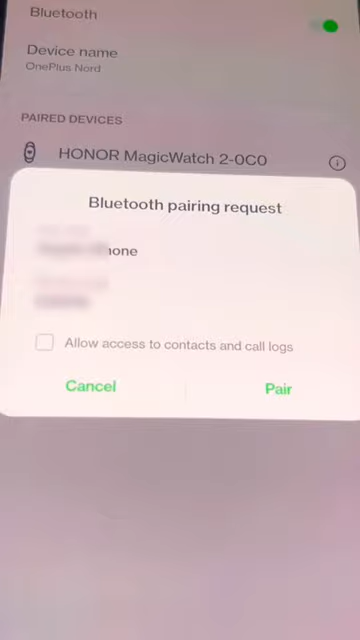 Bluetooth
Device name
OnePlus Nord
PAIRED DEVICES
HONOR MagicWatch 2-0C0
Bluetooth pairing request
Allow access to contacts and call logs
Cancel
Pair